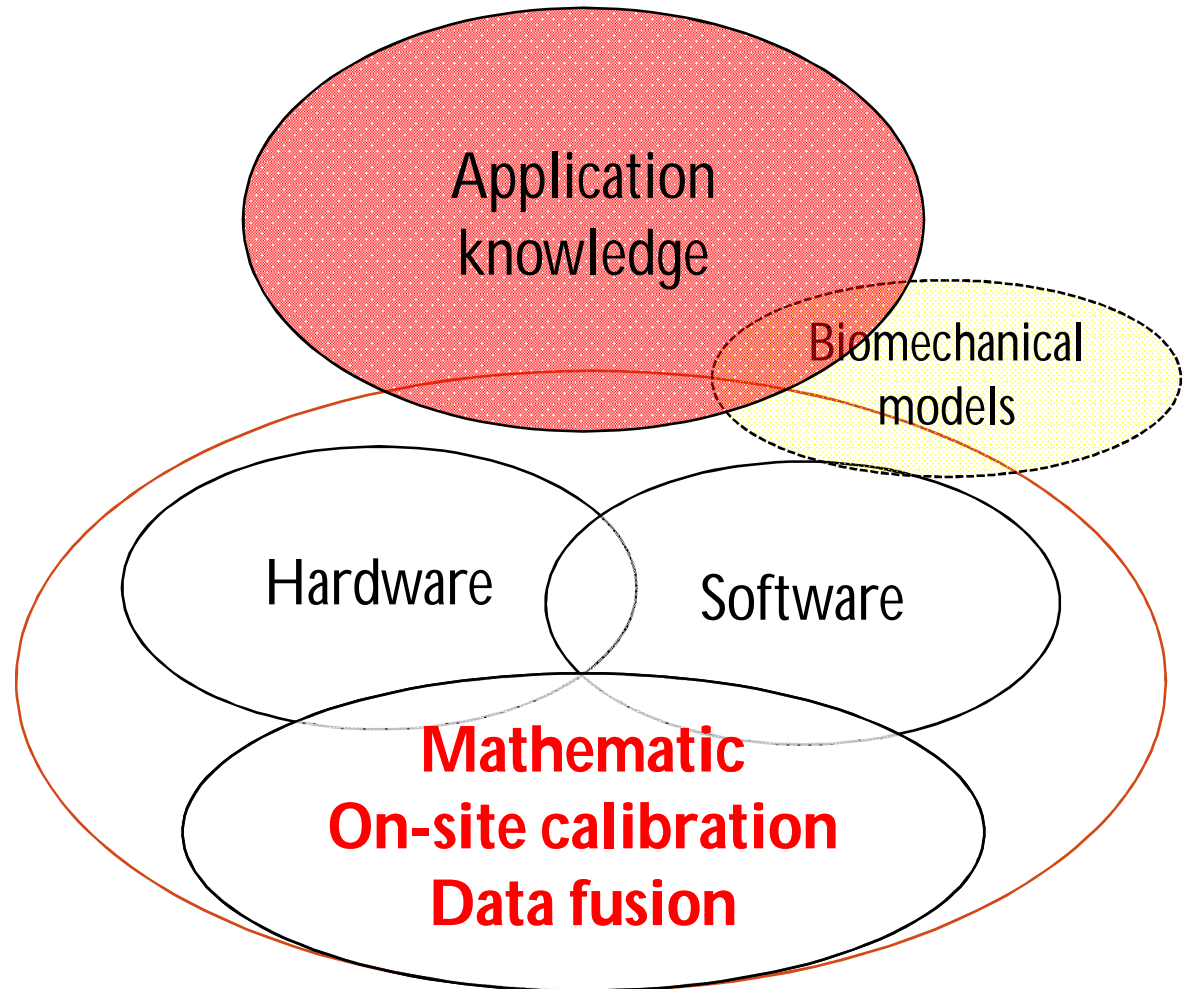 Application
knowledge
Biomechanical
models
Hardware
Software
Mathematic
On-site calibration
Data fusion